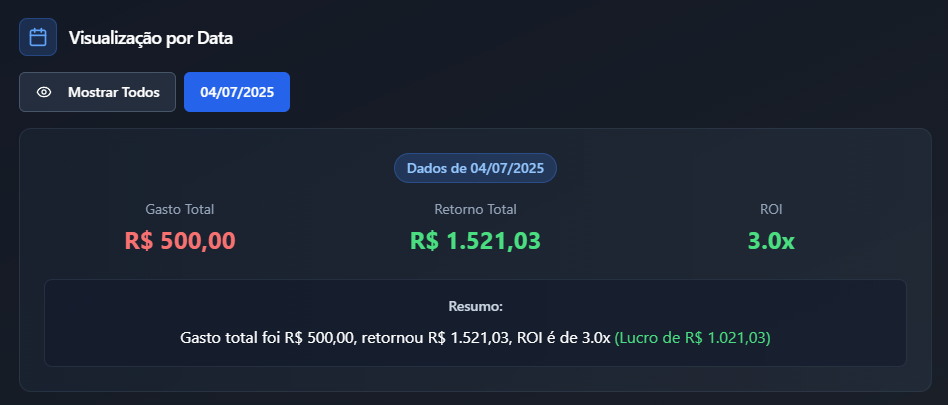 Visualização por Data
Mostrar Todos
04/07/2025
Dados de 04/07/2025
Gasto Total
Retorno Total
ROI
R$ 500,00
R$ 1.521,03
3.0x
Resumo:
Gasto total foi R$ 500,00, retornou R$ 1.521,03, ROI é de 3.0x (Lucro de R$ 1.021,03)